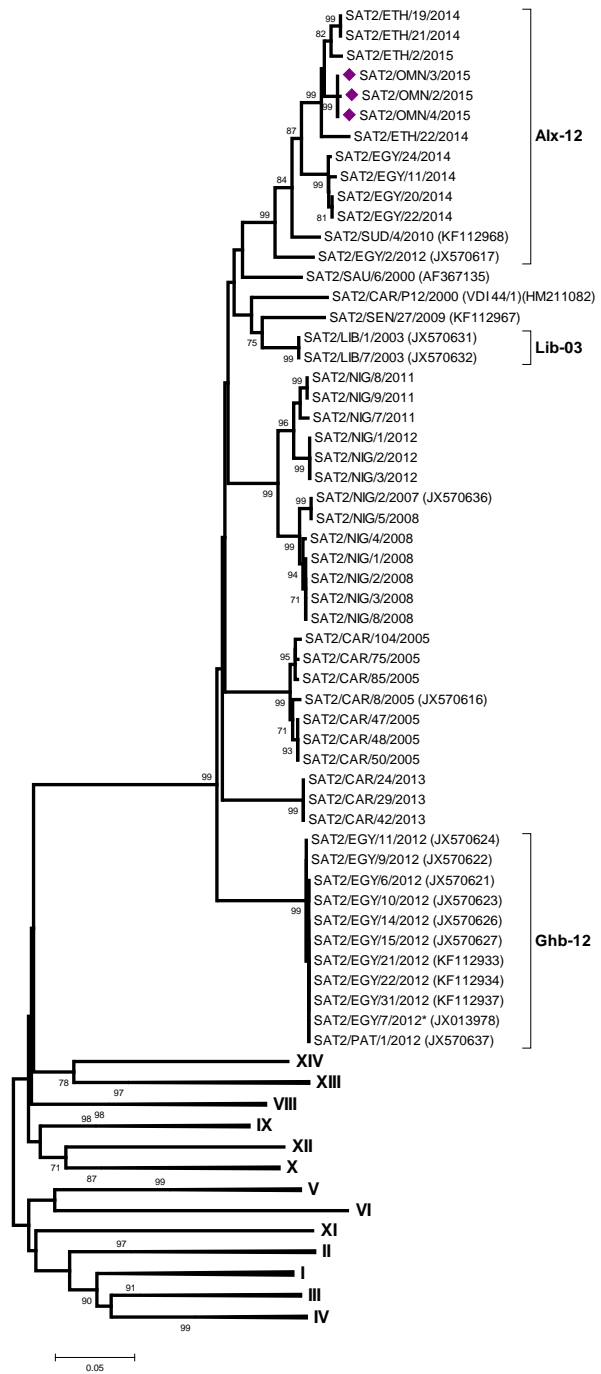 99
SAT2/ETH/19/2014
82
SAT2/ETH/21/2014
SAT2/ETH/2/2015
SAT2/OMN/3/2015
99
SAT2/OMN/2/2015
99
SAT2/OMN/4/2015
87
SAT2/ETH/22/2014
Alx-12
SAT2/EGY/24/2014
84
SAT2/EGY/11/2014
99
SAT2/EGY/20/2014
81
SAT2/EGY/22/2014
99
SAT2/SUD/4/2010 (KF112968)
SAT2/EGY/2/2012 (JX570617)
SAT2/SAU/6/2000 (AF367135)
SAT2/CAR/P12/2000 (VDI 44/1)(HM211082)
SAT2/SEN/27/2009 (KF112967)
75
SAT2/LIB/1/2003 (JX570631)
Lib-03
99
SAT2/LIB/7/2003 (JX570632)
99
SAT2/NIG/8/2011
SAT2/NIG/9/2011
SAT2/NIG/7/2011
96
SAT2/NIG/1/2012
SAT2/NIG/2/2012
99
SAT2/NIG/3/2012
99
99
SAT2/NIG/2/2007 (JX570636)
SAT2/NIG/5/2008
99
SAT2/NIG/4/2008
SAT2/NIG/1/2008
94
SAT2/NIG/2/2008
71
SAT2/NIG/3/2008
SAT2/NIG/8/2008
SAT2/CAR/104/2005
95
SAT2/CAR/75/2005
SAT2/CAR/85/2005
99
SAT2/CAR/8/2005 (JX570616)
71
SAT2/CAR/47/2005
93
SAT2/CAR/48/2005
SAT2/CAR/50/2005
99
SAT2/CAR/24/2013
SAT2/CAR/29/2013
99
SAT2/CAR/42/2013
SAT2/EGY/11/2012 (JX570624)
SAT2/EGY/9/2012 (JX570622)
SAT2/EGY/6/2012 (JX570621)
SAT2/EGY/10/2012 (JX570623)
99
SAT2/EGY/14/2012 (JX570626)
SAT2/EGY/15/2012 (JX570627)
Ghb-12
SAT2/EGY/21/2012 (KF112933)
SAT2/EGY/22/2012 (KF112934)
SAT2/EGY/31/2012 (KF112937)
SAT2/EGY/7/2012* (JX013978)
SAT2/PAT/1/2012 (JX570637)
XIV
78
XIII
97
VIII
98
98
IX
XII
71
X
87
99
V
VI
XI
97
II
I
90
91
III
IV
99
0.05